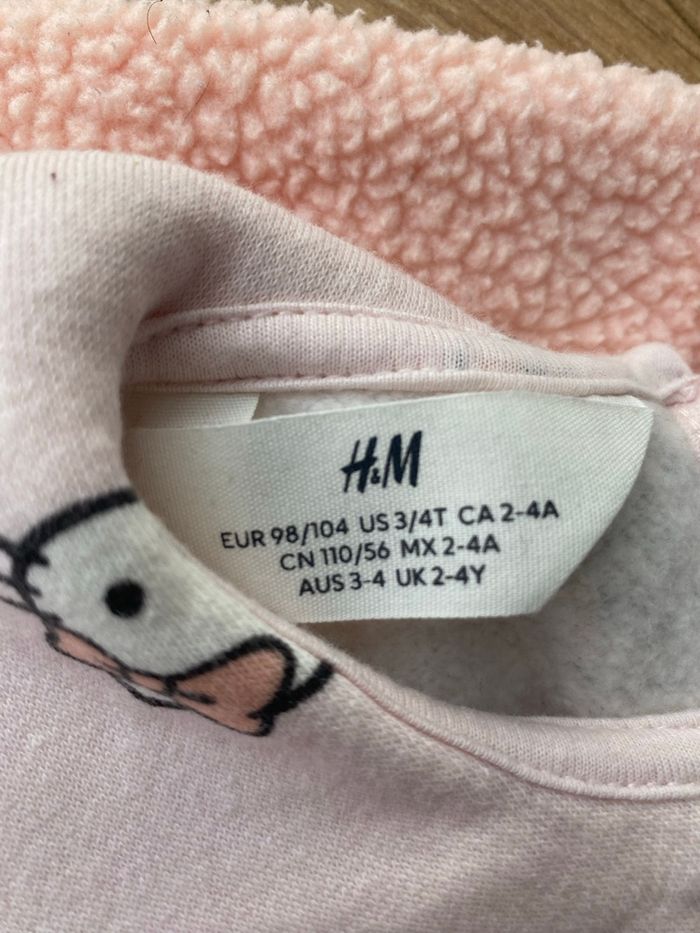 H&M
EUR 98/104 US 3/4T CA 2-4A
CN 110/56 MX 2-4A
AUS 3-4 UK 2-4Y